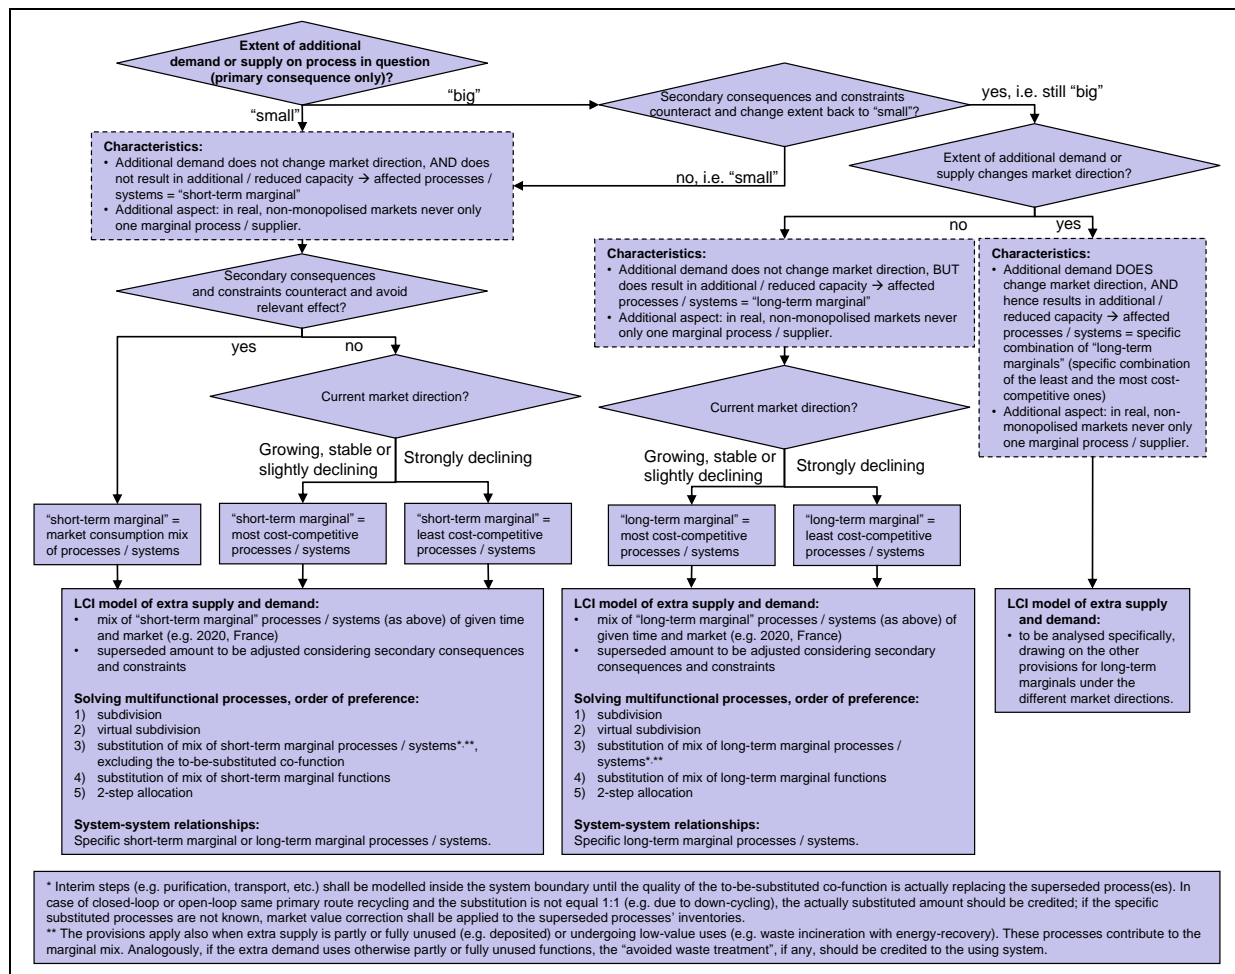 Extent of additional
demand or supply on process in question
(primary consequence only)?
“big”
“small”
Secondary consequences and constraints
counteract and change extent back to “small”?
yes, i.e. still “big”
no, i.e. “small”
Characteristics:
• Additional demand does not change market direction, AND does
not result in additional / reduced capacity → affected processes /
systems = “short-term marginal”
• Additional aspect: in real, non-monopolised markets never only
one marginal process / supplier.
Extent of additional demand or
supply changes market direction?
no
yes
Secondary consequences
and constraints counteract and avoid
relevant effect?
yes
no
Characteristics:
• Additional demand does not change market direction, BUT
does result in additional / reduced capacity → affected
processes / systems = “long-term marginal”
• Additional aspect: in real, non-monopolised markets never
only one marginal process / supplier.
Characteristics:
• Additional demand DOES
change market direction, AND
hence results in additional /
reduced capacity → affected
processes / systems = specific
combination of “long-term
marginals” (specific combination
of the least and the most cost-
competitive ones)
• Additional aspect: in real, non-
monopolised markets never only
one marginal process / supplier.
Current market direction?
Growing, stable or
slightly declining
Strongly declining
Current market direction?
Growing, stable or
slightly declining
Strongly declining
“short-term marginal” =
market consumption mix
of processes / systems
“short-term marginal” =
most cost-competitive
processes / systems
“short-term marginal” =
least cost-competitive
processes / systems
“long-term marginal” =
most cost-competitive
processes / systems
“long-term marginal” =
least cost-competitive
processes / systems
LCI model of extra supply and demand:
• mix of “short-term marginal” processes / systems (as above) of given time
and market (e.g. 2020, France)
• superseded amount to be adjusted considering secondary consequences
and constraints
Solving multifunctional processes, order of preference:
1) subdivision
2) virtual subdivision
3) substitution of mix of short-term marginal processes / systems*,**,
excluding the to-be-substituted co-function
4) substitution of mix of short-term marginal functions
5) 2-step allocation
System-system relationships:
Specific short-term marginal or long-term marginal processes / systems.
LCI model of extra supply and demand:
• mix of “long-term marginal” processes / systems (as above) of
given time and market (e.g. 2020, France)
• superseded amount to be adjusted considering secondary
consequences and constraints
Solving multifunctional processes, order of preference:
1) subdivision
2) virtual subdivision
3) substitution of mix of long-term marginal processes /
systems*,**
4) substitution of mix of long-term marginal functions
5) 2-step allocation
System-system relationships:
Specific long-term marginal processes / systems.
LCI model of extra supply
and demand:
• to be analysed specifically,
drawing on the other
provisions for long-term
marginals under the
different market directions.
* Interim steps (e.g. purification, transport, etc.) shall be modelled inside the system boundary until the quality of the to-be-substituted co-function is actually replacing the superseded process(es). In
case of closed-loop or open-loop same primary route recycling and the substitution is not equal 1:1 (e.g. due to down-cycling), the actually substituted amount should be credited; if the specific
substituted processes are not known, market value correction shall be applied to the superseded processes’ inventories.
** The provisions apply also when extra supply is partly or fully unused (e.g. deposited) or undergoing low-value uses (e.g. waste incineration with energy-recovery). These processes contribute to the
marginal mix. Analogously, if the extra demand uses otherwise partly or fully unused functions, the “avoided waste treatment”, if any, should be credited to the using system.